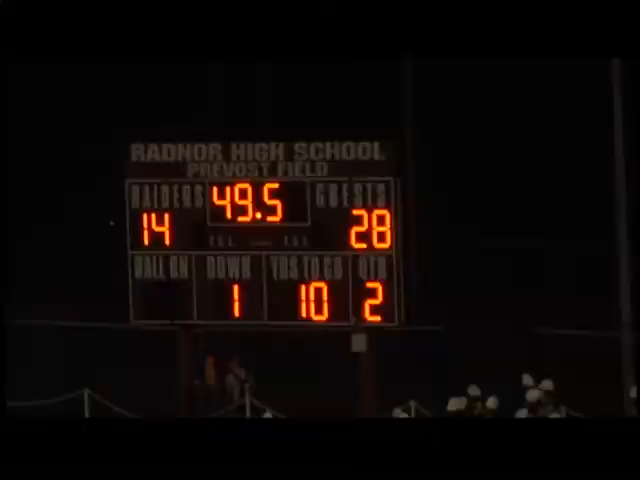 RADNOR HIGH SCHOOL
PREVOST FIELD
RAIDERS 49.5 GUESTS
14 28
BALL ON DOWN YDS TO GO QTR
1 10 2